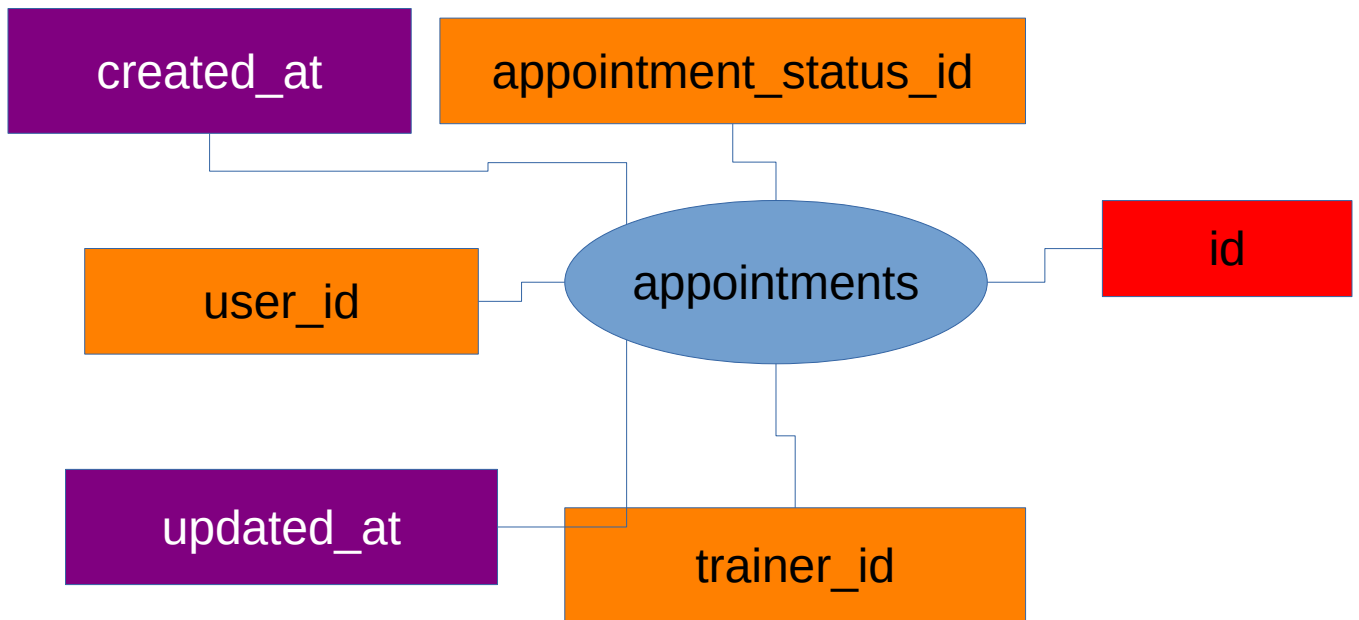 created_at
appointment_status_id
id
appointments
user_id
updated_at
trainer_id